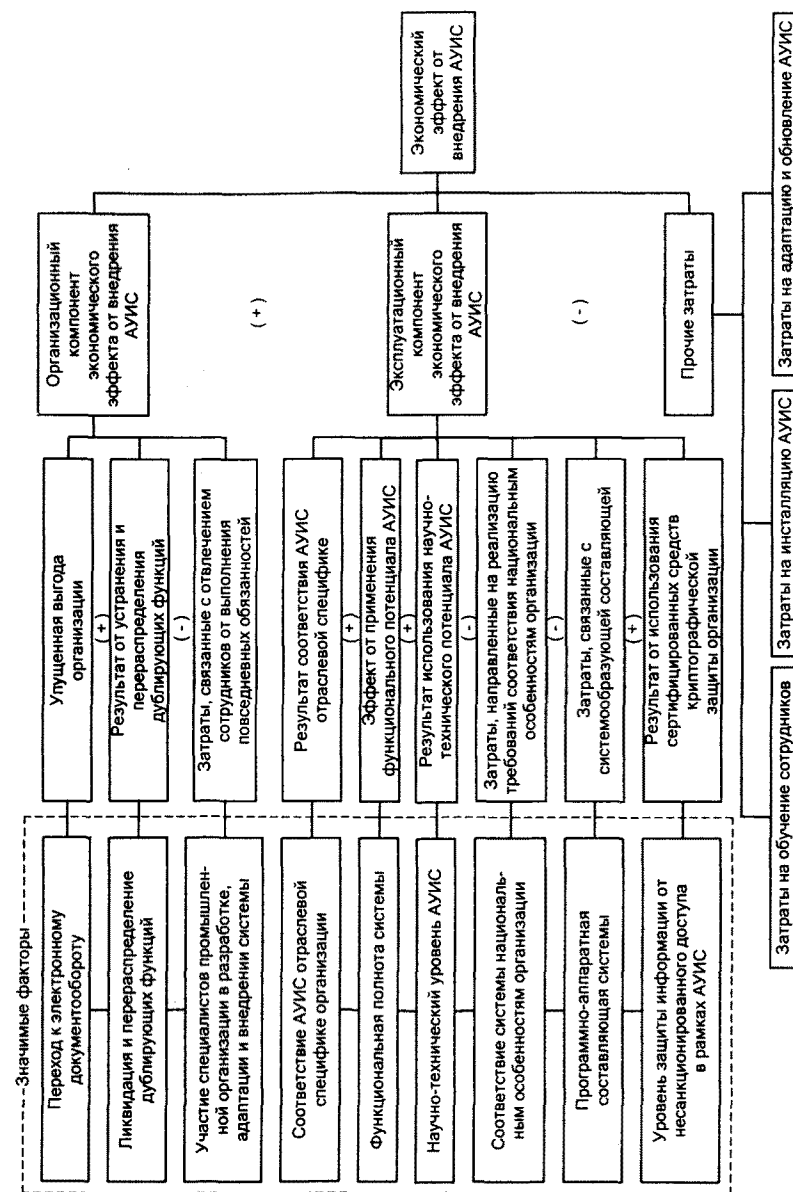 Значимые факторы
Переход к электронному
документообороту
Ликвидация и перераспределение
дублирующих функций
Участие специалистов промышлен-
ной организации в разработке,
адаптации и внедрении системы
Соответствие АУИС отраслевой
специфике организации
Функциональная полнота системы
Научно-технический уровень АУИС
Соответствие системы националь-
ным особенностям организации
Программно-аппаратная
составляющая системы
Уровень защиты информации от
несанкционированного доступа
в рамках АУИС
Упущенная выгода
организации
(+)
Результат от устранения и
перераспределения
дублирующих функций
(-)
Затраты, связанные с отвлечением
сотрудников от выполнения
повседневных обязанностей
Результат соответствия АУИС
отраслевой специфике
(+)
Эффект от применения
функционального потенциала АУИС
(+)
Результат использования научно-
технического потенциала АУИС
(-)
Затраты, направленные на реализацию
требований соответствия национальным
особенностям организации
(-)
Затраты, связанные с
системообразующей составляющей
(+)
Результат от использования
сертифицированных средств
криптографической
защиты организации
Организационный
компонент
экономического
эффекта от внедрения
АУИС
(+)
Эксплуатационный
компонент
экономического
эффекта от внедрения
АУИС
(-)
Прочие затраты
Экономический
эффект от
внедрения АУИС
Затраты на обучение сотрудников
Затраты на инсталляцию АУИС
Затраты на адаптацию и обновление АУИС